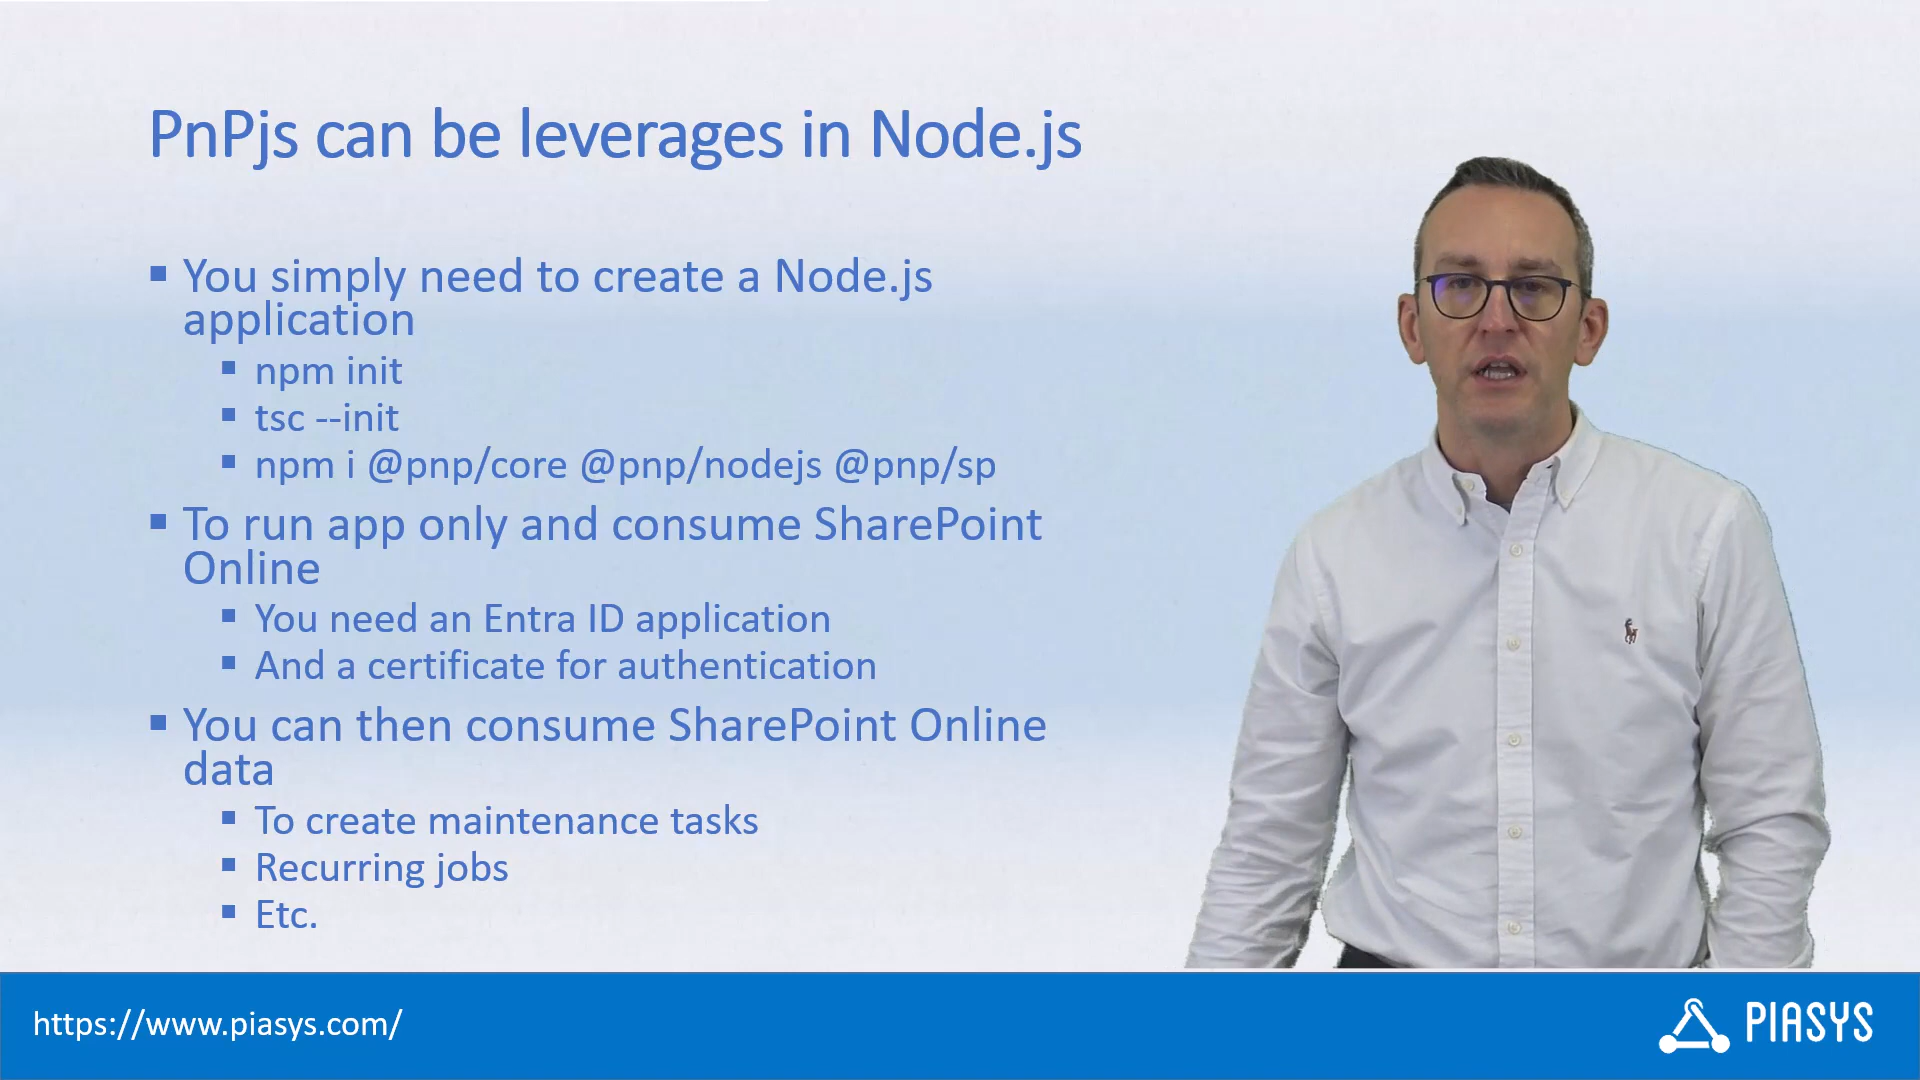 PnPjs can be leverages in Node.js
You simply need to create a Node.js
application
npm init
tsc --init
npm i @pnp/core @pnp/nodejs @pnp/sp
To run app only and consume SharePoint
Online
You need an Entra ID application
And a certificate for authentication
You can then consume SharePoint Online
data
To create maintenance tasks
Recurring jobs
Etc.
https://www.piasys.com/
PIASYS